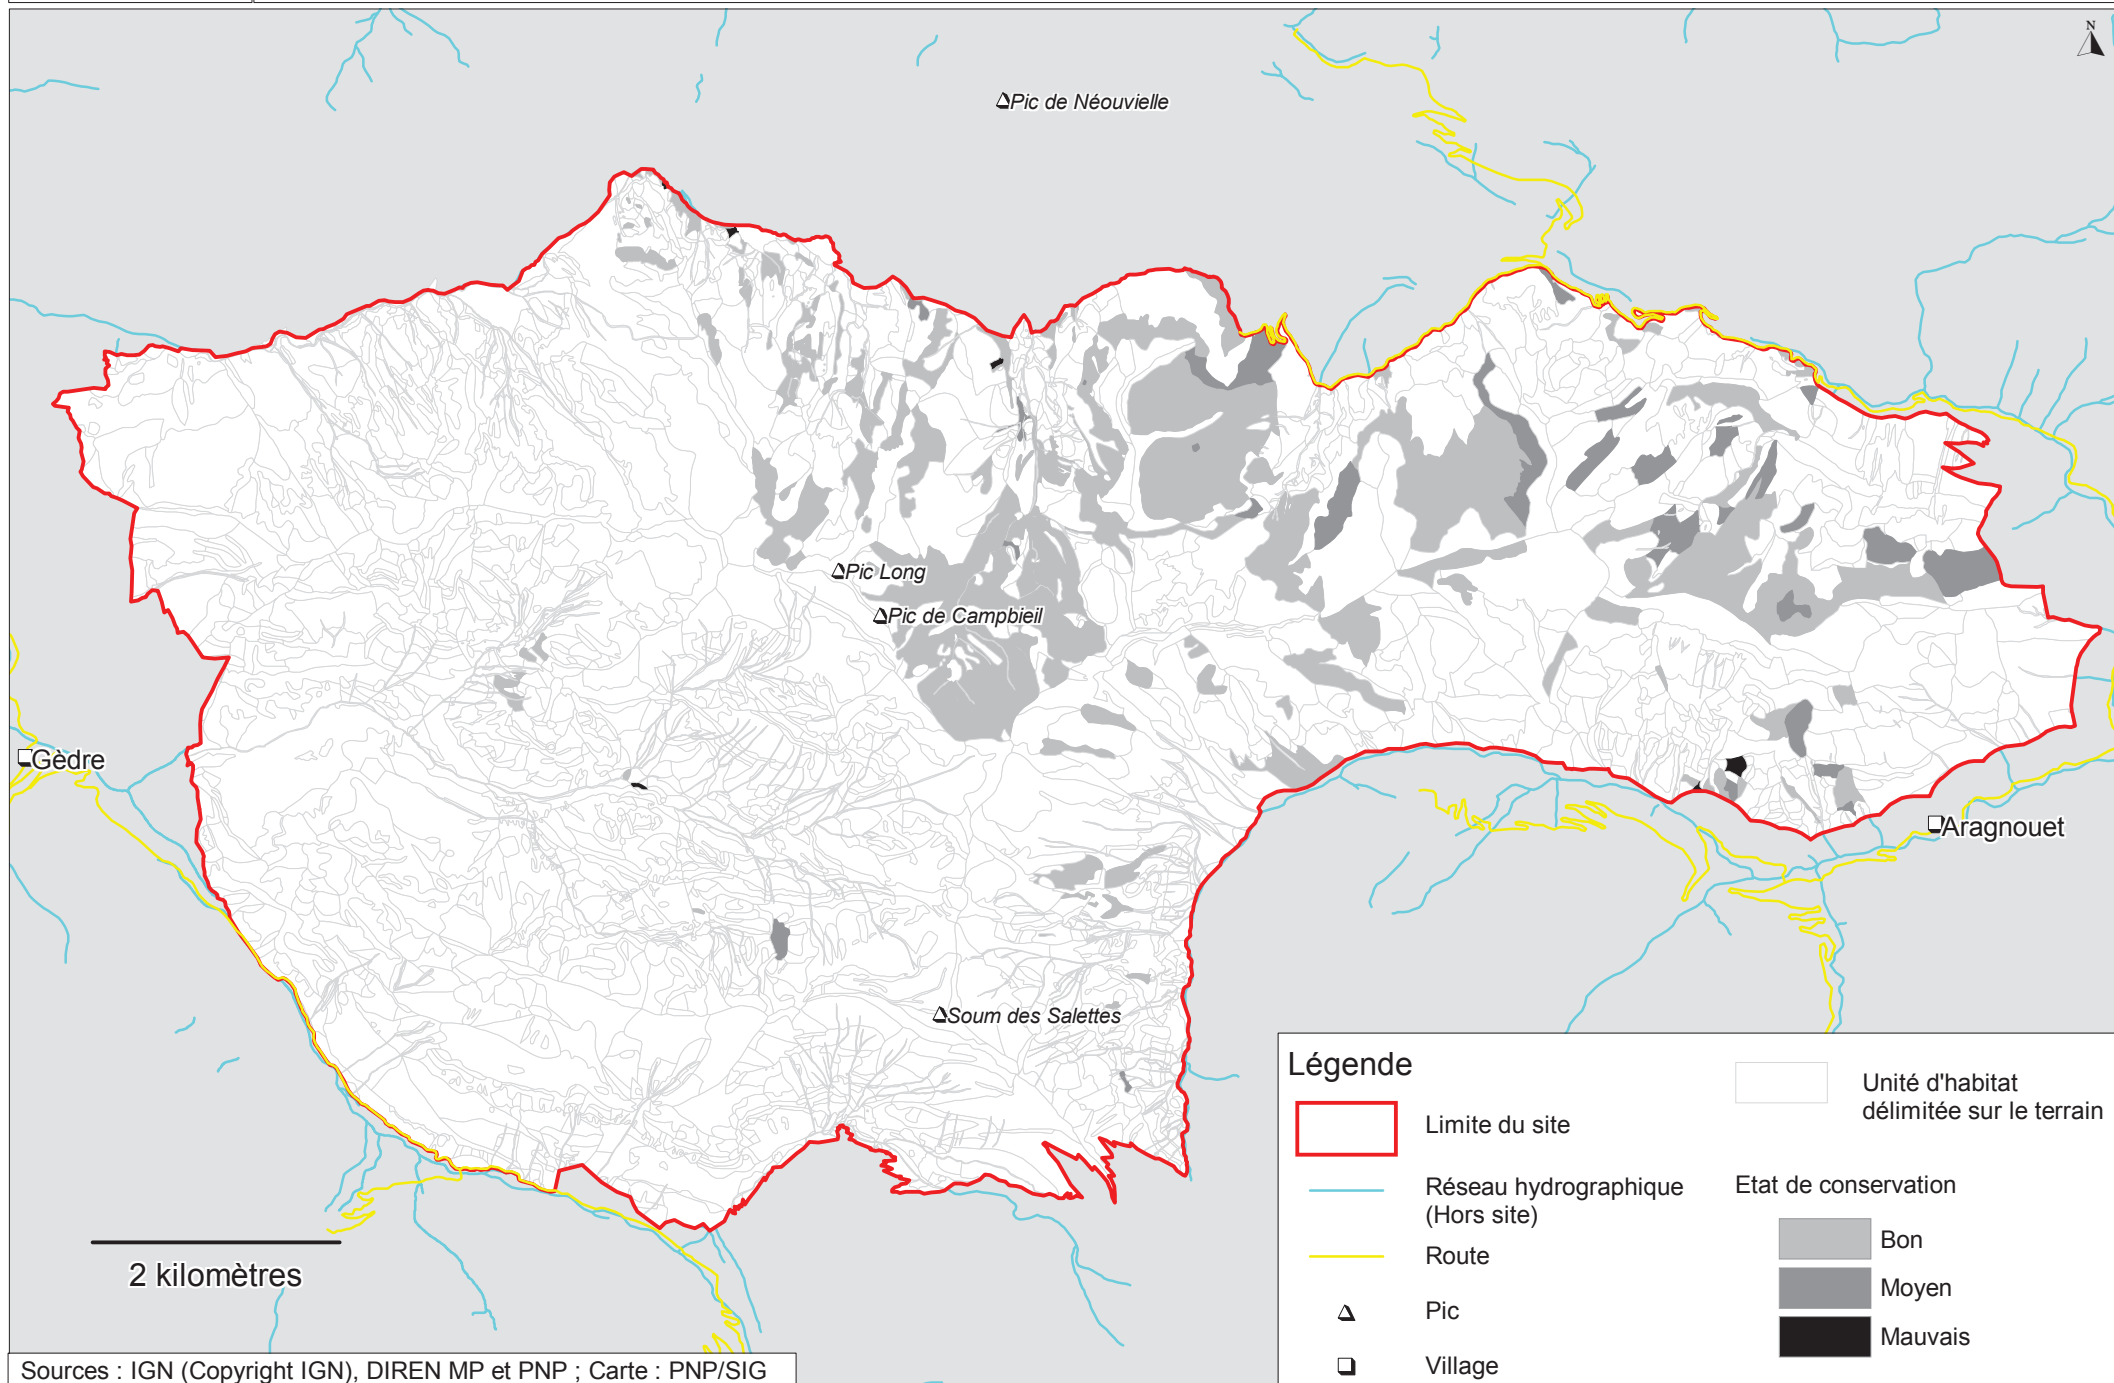 N
Pic de Néouvielle
Pic Long
Pic de Campbieil
Gèdre
Aragnouet
Soum des Salettes
2 kilomètres
Légende
Limite du site
Réseau hydrographique
(Hors site)
Route
Pic
Village
Unité d'habitat
délimitée sur le terrain
Etat de conservation
Bon
Moyen
Mauvais
Sources : IGN (Copyright IGN), DIREN MP et PNP ; Carte : PNP/SIG